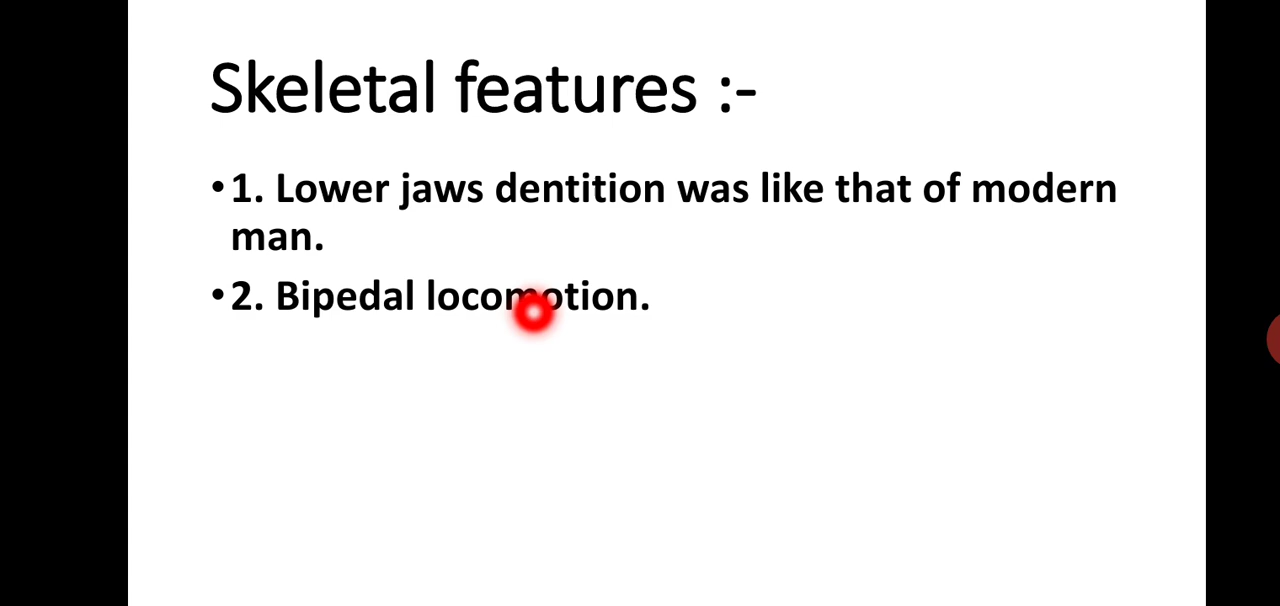 Skeletal features :-
•1. Lower jaws dentition was like that of modern
man.
•2. Bipedal locomotion.